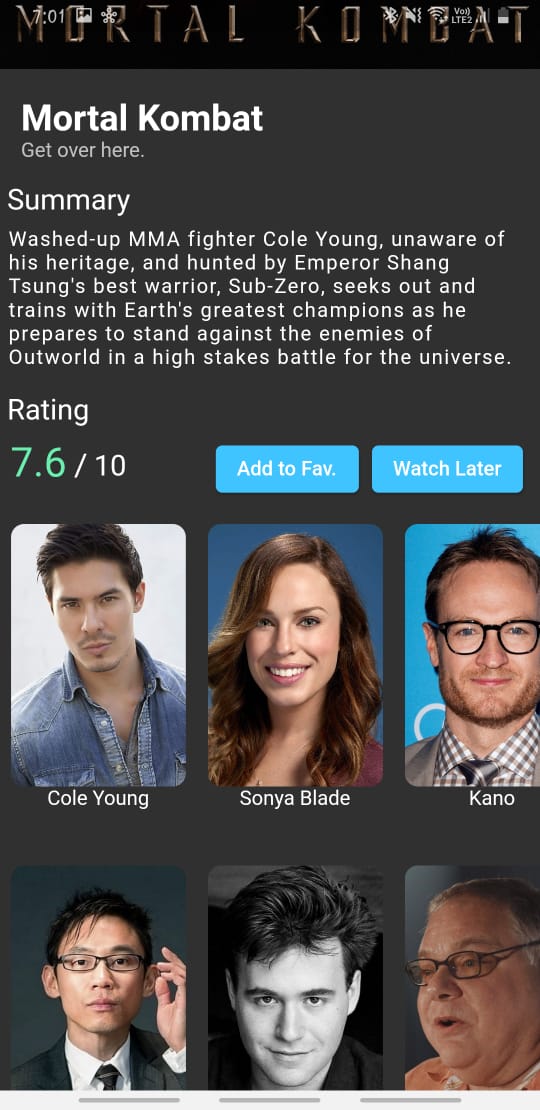 MORTAL KOMBAT
7:01
Vo)
LTE2
Mortal Kombat
Get over here.
Summary
Washed-up MMA fighter Cole Young, unaware of
his heritage, and hunted by Emperor Shang
Tsung's best warrior, Sub-Zero, seeks out and
trains with Earth's greatest champions as he
prepares to stand against the enemies of
Outworld in a high stakes battle for the universe.
Rating
7.6 / 10
Add to Fav.
Watch Later
Cole Young
Sonya Blade
Kano